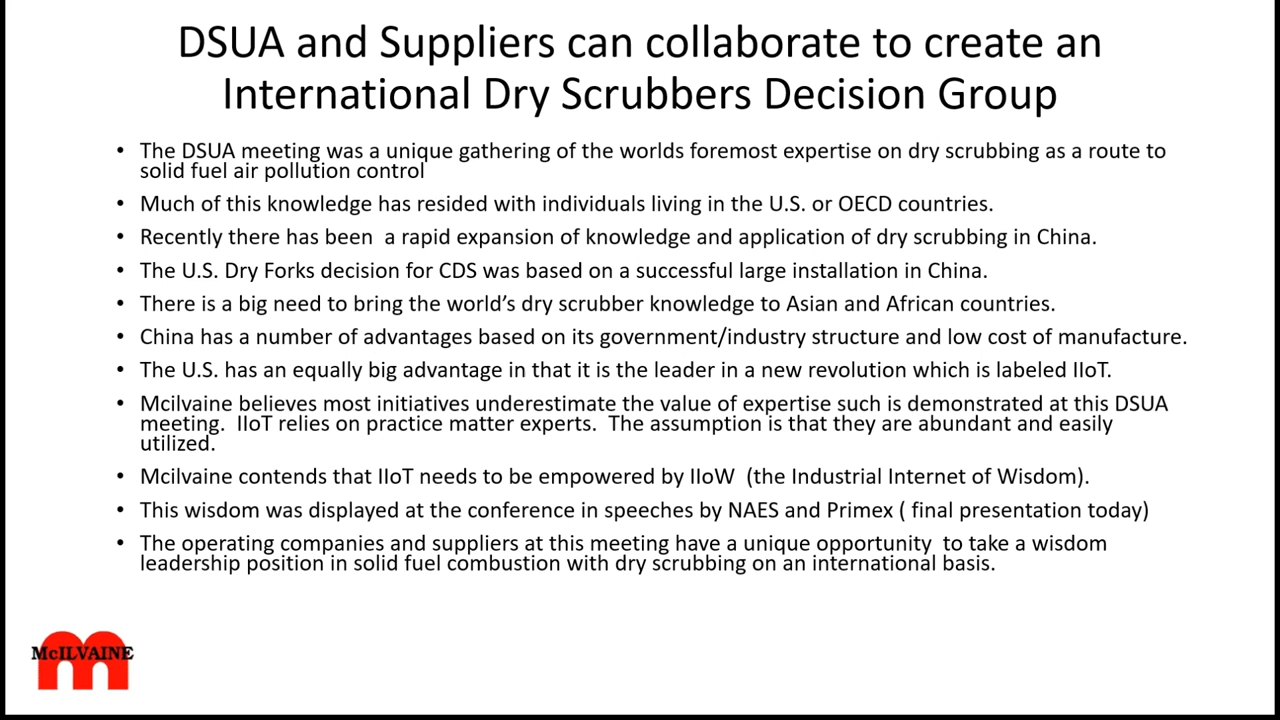 DSUA and Suppliers can collaborate to create an
International Dry Scrubbers Decision Group
• The DSUA meeting was a unique gathering of the worlds foremost expertise on dry scrubbing as a route to
solid fuel air pollution control
• Much of this knowledge has resided with individuals living in the U.S. or OECD countries.
• Recently there has been  a rapid expansion of knowledge and application of dry scrubbing in China.
• The U.S. Dry Forks decision for CDS was based on a successful large installation in China.
• There is a big need to bring the world’s dry scrubber knowledge to Asian and African countries.
• China has a number of advantages based on its government/industry structure and low cost of manufacture.
• The U.S. has an equally big advantage in that it is the leader in a new revolution which is labeled IIoT.
• Mcilvaine believes most initiatives underestimate the value of expertise such is demonstrated at this DSUA
meeting.  IIoT relies on practice matter experts.  The assumption is that they are abundant and easily
utilized.
• Mcilvaine contends that IIoT needs to be empowered by IIoW  (the Industrial Internet of Wisdom).
• This wisdom was displayed at the conference in speeches by NAES and Primex ( final presentation today)
• The operating companies and suppliers at this meeting have a unique opportunity  to take a wisdom
leadership position in solid fuel combustion with dry scrubbing on an international basis.
McILVAINE